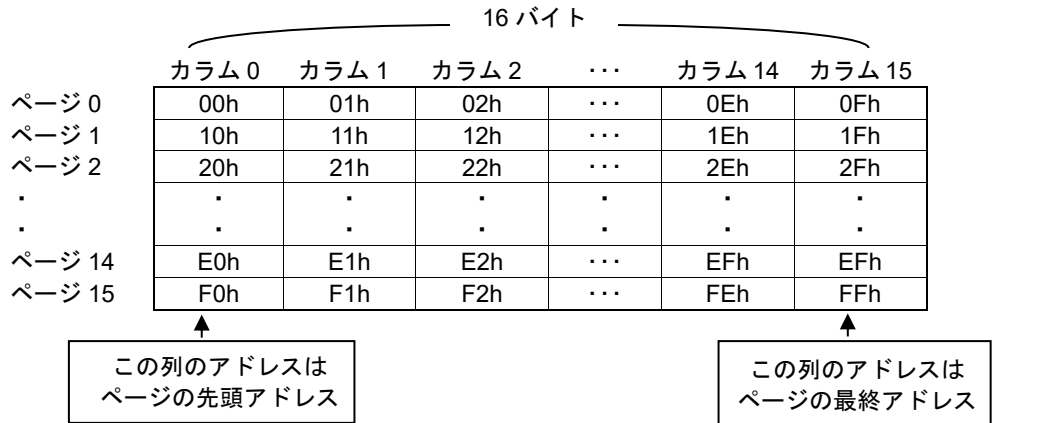 16 バイト
カラム 0 カラム 1 カラム 2 ··· カラム 14 カラム 15
ページ 0 00h 01h 02h ··· 0Eh 0Fh
ページ 1 10h 11h 12h ··· 1Eh 1Fh
ページ 2 20h 21h 22h ··· 2Eh 2Fh
・ ・ ・ ・ ・ ・ ・
・ ・ ・ ・ ・ ・ ・
ページ 14 E0h E1h E2h ··· EFh EFh
ページ 15 F0h F1h F2h ··· FEh FFh
この列のアドレスは
ページの先頭アドレス
この列のアドレスは
ページの最終アドレス